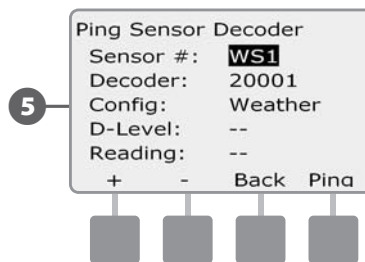 Ping Sensor Decoder
Sensor #: WS1
Decoder: 20001
5
Config: Weather
D-Level: --
Reading: --
+ - Back Ping